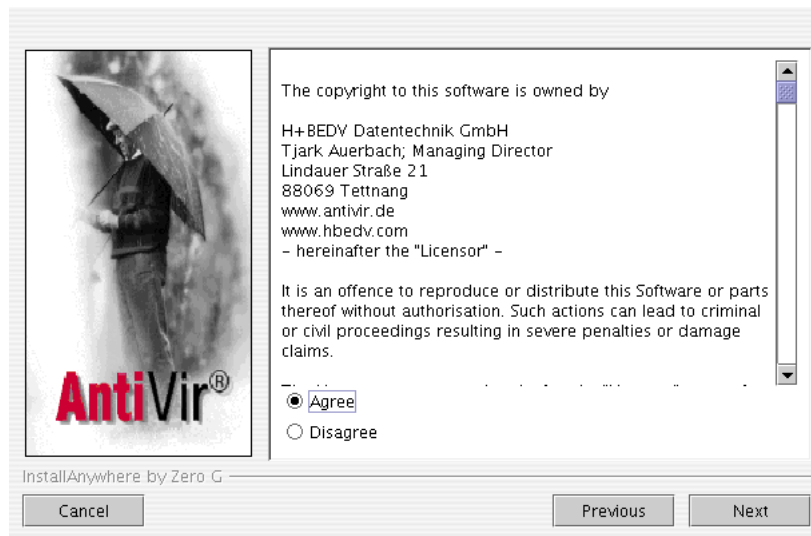 The copyright to this software is owned by
H+BEDV Datentechnik GmbH
Tjark Auerbach; Managing Director
Lindauer Straße 21
88069 Tettnang
www.antivir.de
www.hbedv.com
– hereinafter the "Licensor" –
It is an offence to reproduce or distribute this Software or parts
thereof without authorisation. Such actions can lead to criminal
or civil proceedings resulting in severe penalties or damage
claims.
Agree
Disagree
AntiVir®
InstallAnywhere by Zero G
Cancel
Previous
Next